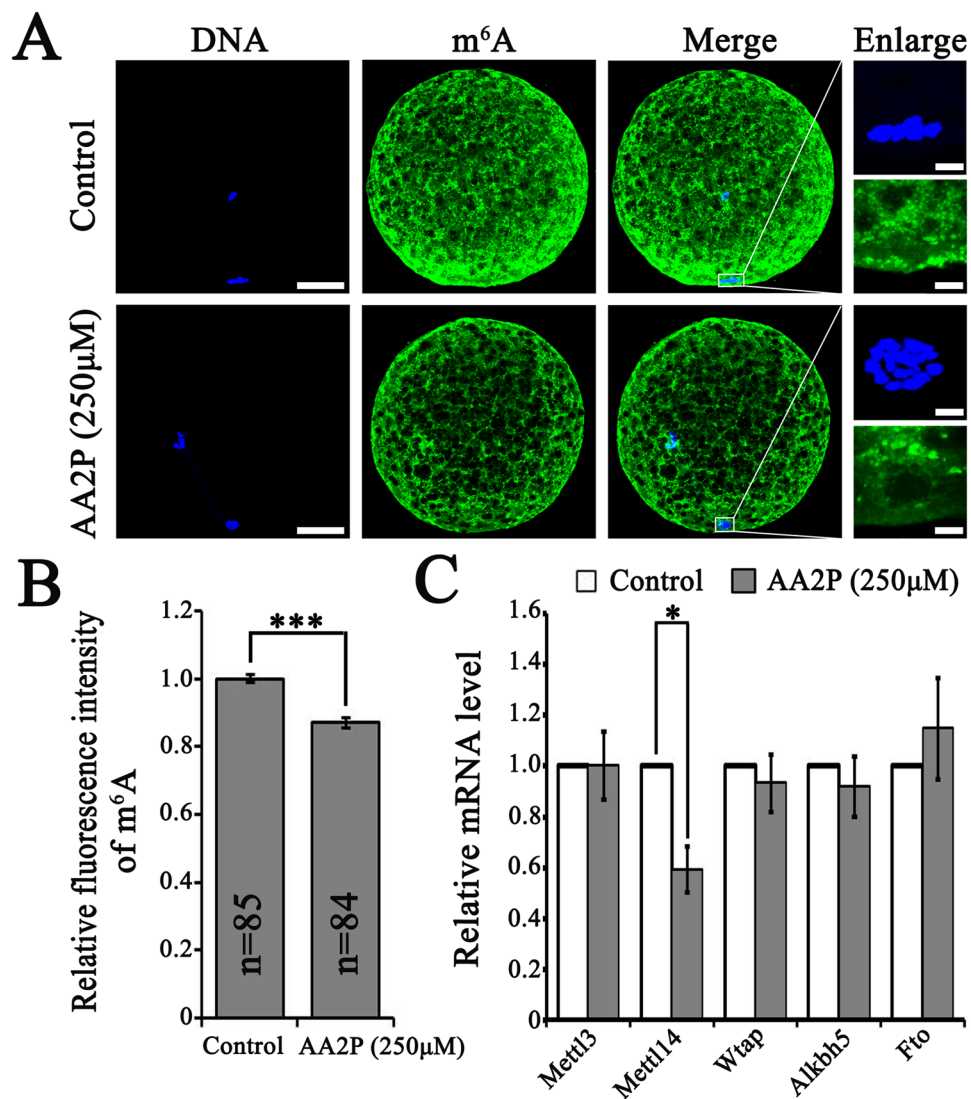 A
DNA
m⁶A
Merge
Enlarge
Control
AA2P (250μM)
B
Relative fluorescence intensity
of m⁶A
1.2
1.0
0.8
0.6
0.4
0.2
0
***
n=85
n=84
Control
AA2P (250μM)
C
Control
AA2P (250μM)
Relative mRNA level
1.6
1.4
1.2
1.0
0.8
0.6
0.4
0.2
0
*
Mettl3
Mettl14
Wtap
Alkbh5
Fto